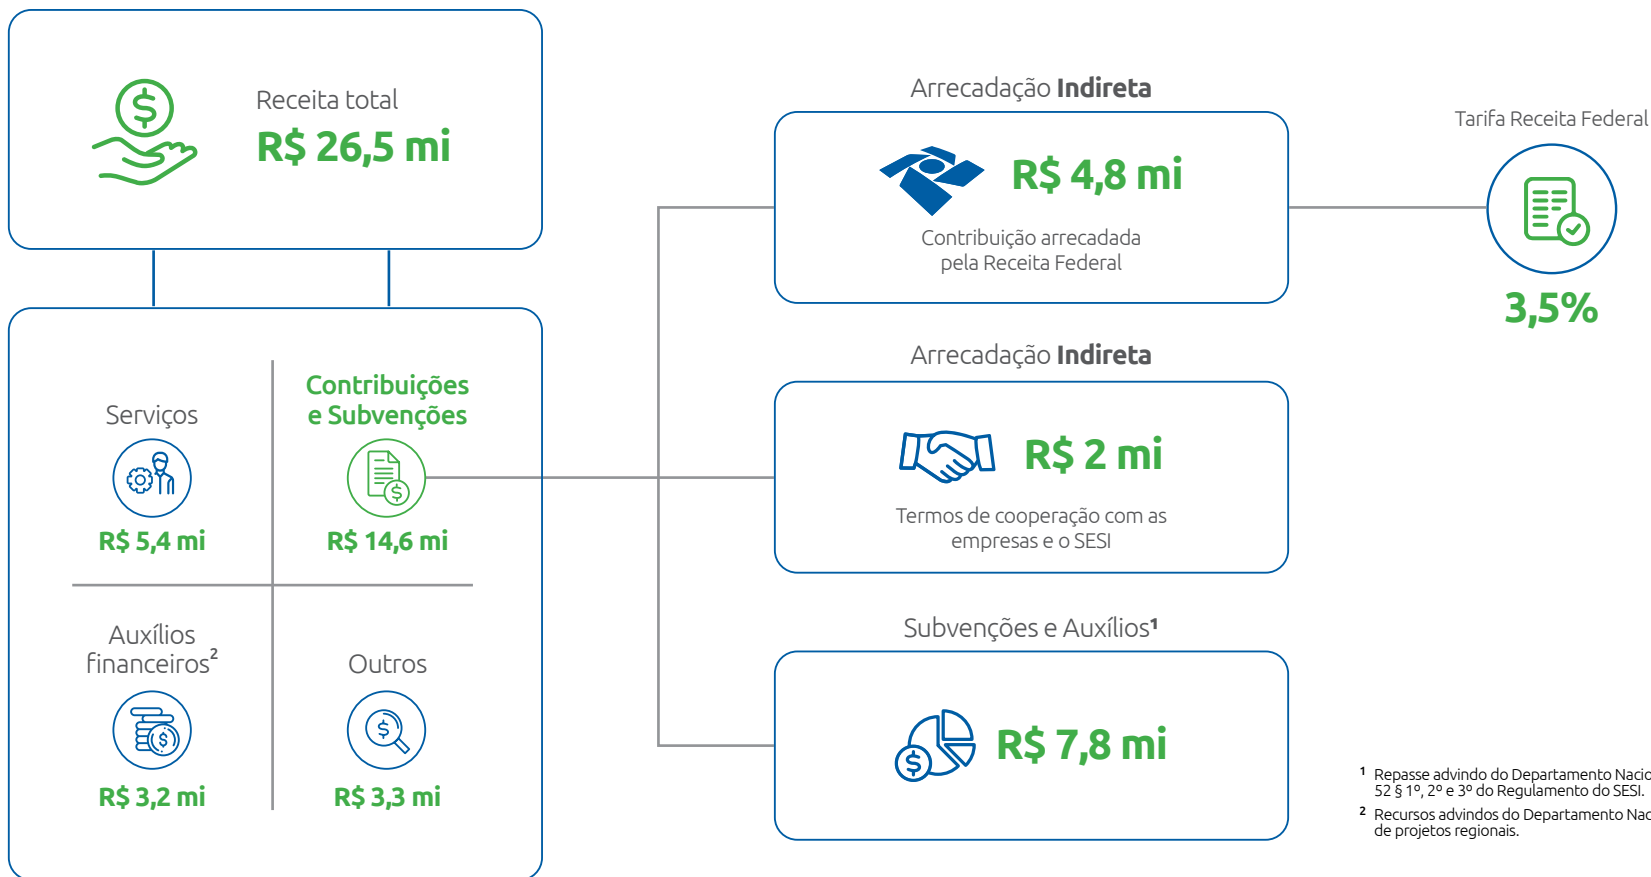 Receita total
R$ 26,5 mi
Serviços
R$ 5,4 mi
Contribuições
e Subvenções
R$ 14,6 mi
Auxílios
financeiros²
R$ 3,2 mi
Outros
R$ 3,3 mi
Arrecadação Indireta
R$ 4,8 mi
Contribuição arrecadada
pela Receita Federal
Tarifa Receita Federal
3,5%
Arrecadação Indireta
R$ 2 mi
Termos de cooperação com as
empresas e o SESI
Subvenções e Auxílios¹
R$ 7,8 mi
¹ Repasse advindo do Departamento
52 § 1º, 2º e 3º do Regulamento do SESI.
² Recursos advindos do Departamento
de projetos regionais.